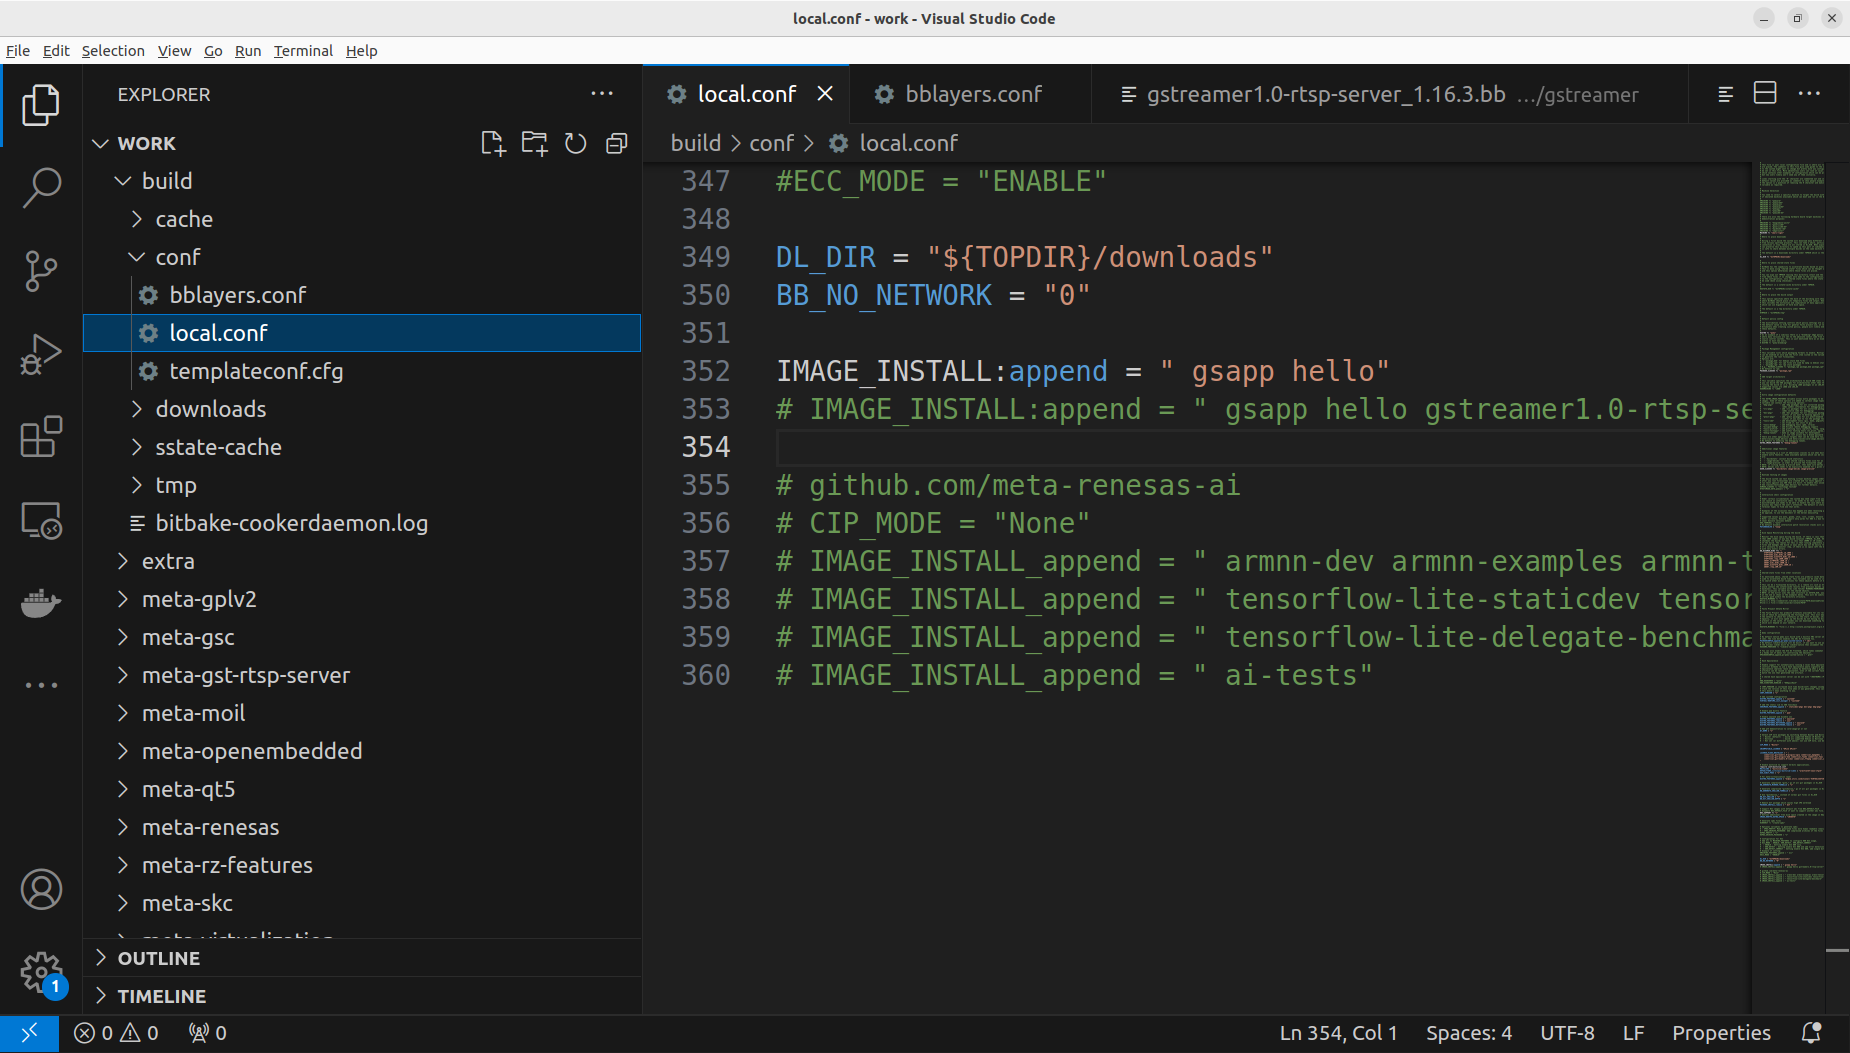 local.conf - work - Visual Studio Code
File Edit Selection View Go Run Terminal Help
EXPLORER
WORK
build
cache
conf
bblayers.conf
local.conf
templateconf.cfg
downloads
sstate-cache
tmp
bitbake-cookerdaemon.log
extra
meta-gplv2
meta-gsc
meta-gst-rtsp-server
meta-moil
meta-openembedded
meta-qt5
meta-renesas
meta-rz-features
meta-skc
OUTLINE
TIMELINE
1
local.conf
bblayers.conf
gstreamer1.0-rtsp-server_1.16.3.bb .../gstreamer
build > conf > local.conf
347 #ECC_MODE = "ENABLE"
348
349 DL_DIR = "${TOPDIR}/downloads"
350 BB_NO_NETWORK = "0"
351
352 IMAGE_INSTALL:append = " gsapp hello"
353 # IMAGE_INSTALL:append = " gsapp hello gstreamer1.0-rtsp-se
354
355 # github.com/meta-renesas-ai
356 # CIP_MODE = "None"
357 # IMAGE_INSTALL_append = " armnn-dev armnn-examples armnn-t
358 # IMAGE_INSTALL_append = " tensorflow-lite-staticdev tensor
359 # IMAGE_INSTALL_append = " tensorflow-lite-delegate-benchma
360 # IMAGE_INSTALL_append = " ai-tests"
0 0 0
Ln 354, Col 1 Spaces: 4 UTF-8 LF Properties